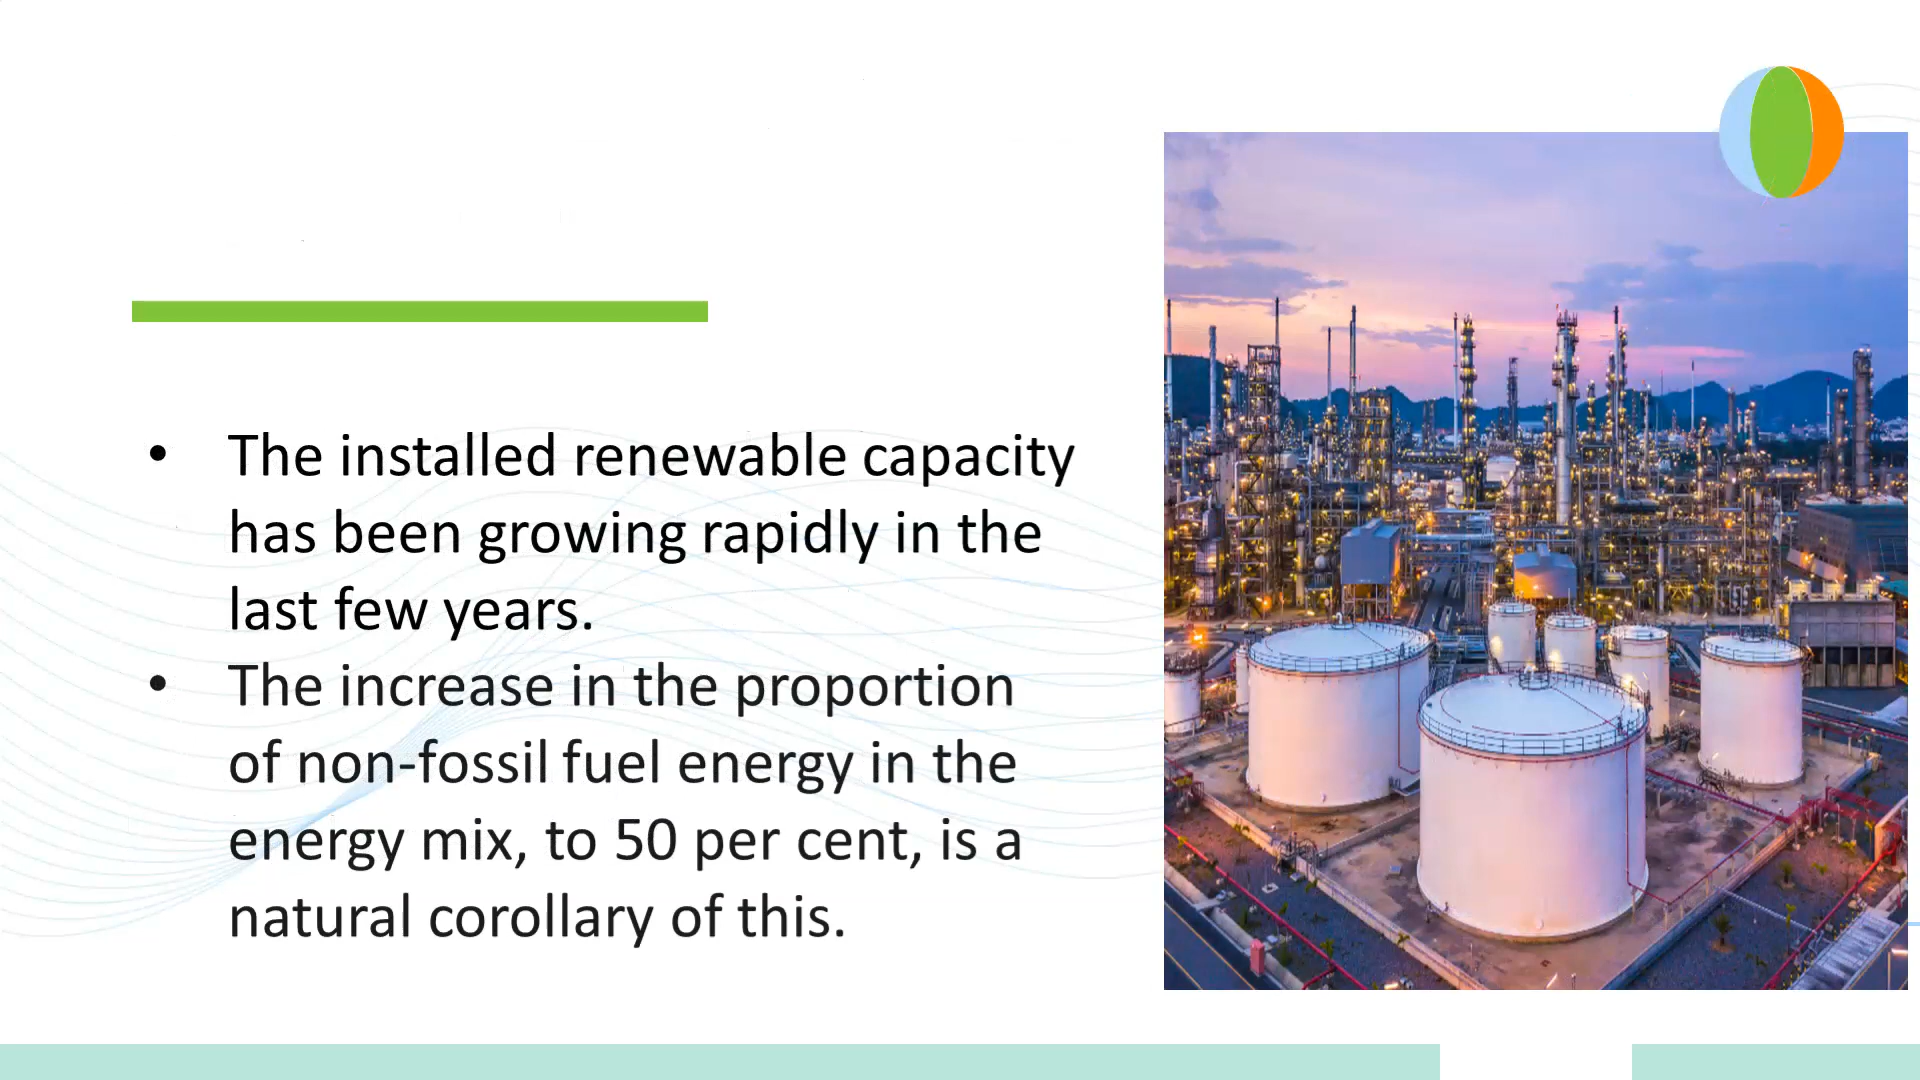 • The installed renewable capacity
has been growing rapidly in the
last few years.
• The increase in the proportion
of non-fossil fuel energy in the
energy mix, to 50 per cent, is a
natural corollary of this.